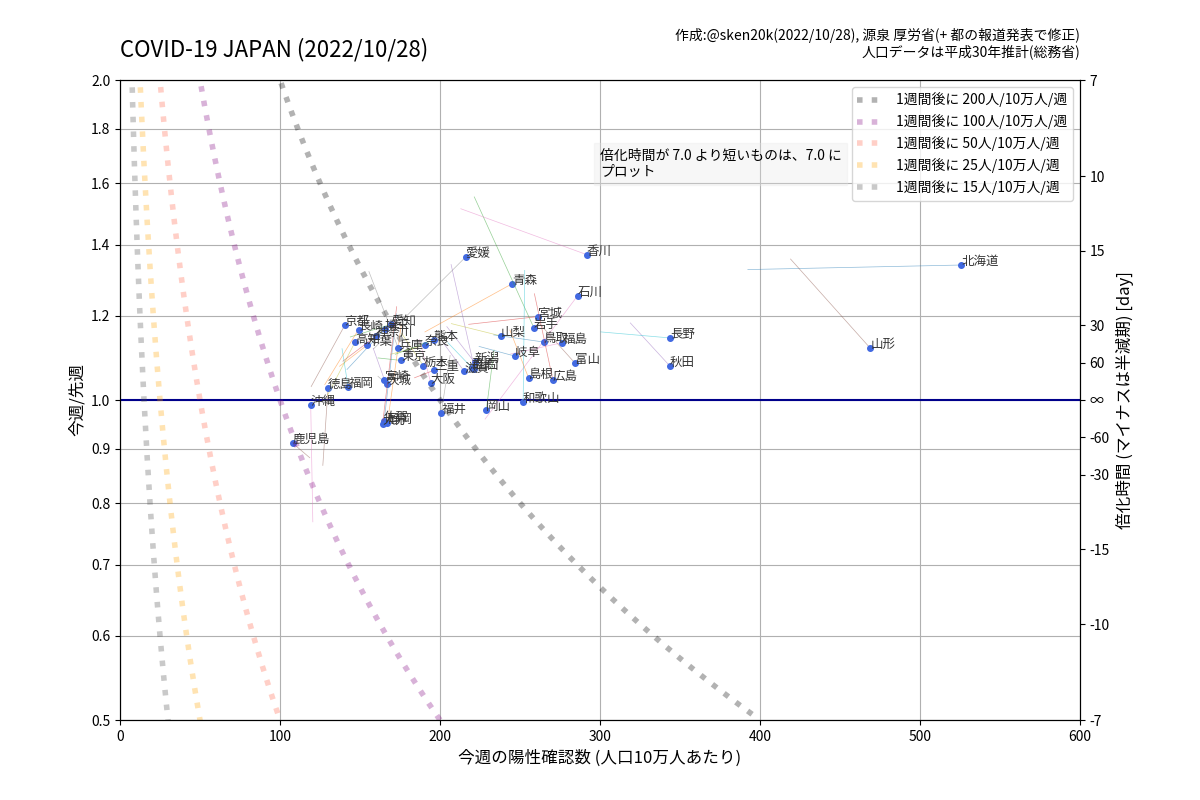 COVID-19 JAPAN (2022/10/28)
作成:@sken20k(2022/10/28), 源泉 厚労省(+ 都の報道発表で修正)
人口データは平成30年推計(総務省)
1週間後に 200人/10万人/週
1週間後に 100人/10万人/週
1週間後に 50人/10万人/週
1週間後に 25人/10万人/週
1週間後に 15人/10万人/週
倍化時間が 7.0 より短いものは、7.0 に
プロット
今週/先週
2.0
1.8
1.6
1.4
1.2
1.0
0.9
0.8
0.7
0.6
0.5
愛媛
香川
北海道
青森
石川
宮城
岩手
京都
長崎
愛知
神奈川
高知
千葉
兵庫
奈良
熊本
東京
山梨
鳥取
福島
長野
山形
岐阜
富山
秋田
栃木
三重
新潟
滋賀
宮崎
茨城
大阪
島根
広島
徳島
福岡
沖縄
和歌山
岡山
福井
鹿児島
7
10
15
30
60
∞
-60
-30
-15
-10
-7
倍化時間 (マイナスは半減期) [day]
0 100 200 300 400 500 600
今週の陽性確認数 (人口10万人あたり)